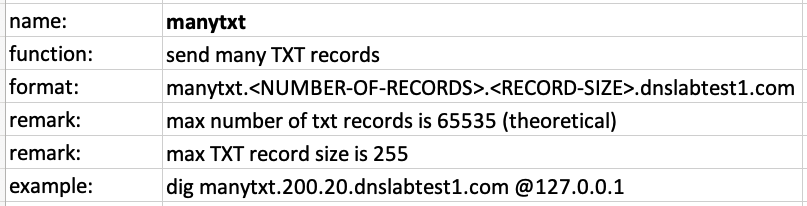 name: manytxt
function: send many TXT records
format: manytxt.<NUMBER-OF-RECORDS>.<RECORD-SIZE>.dnslabtest1.com
remark: max number of txt records is 65535 (theoretical)
remark: max TXT record size is 255
example: dig manytxt.200.20.dnslabtest1.com @127.0.0.1